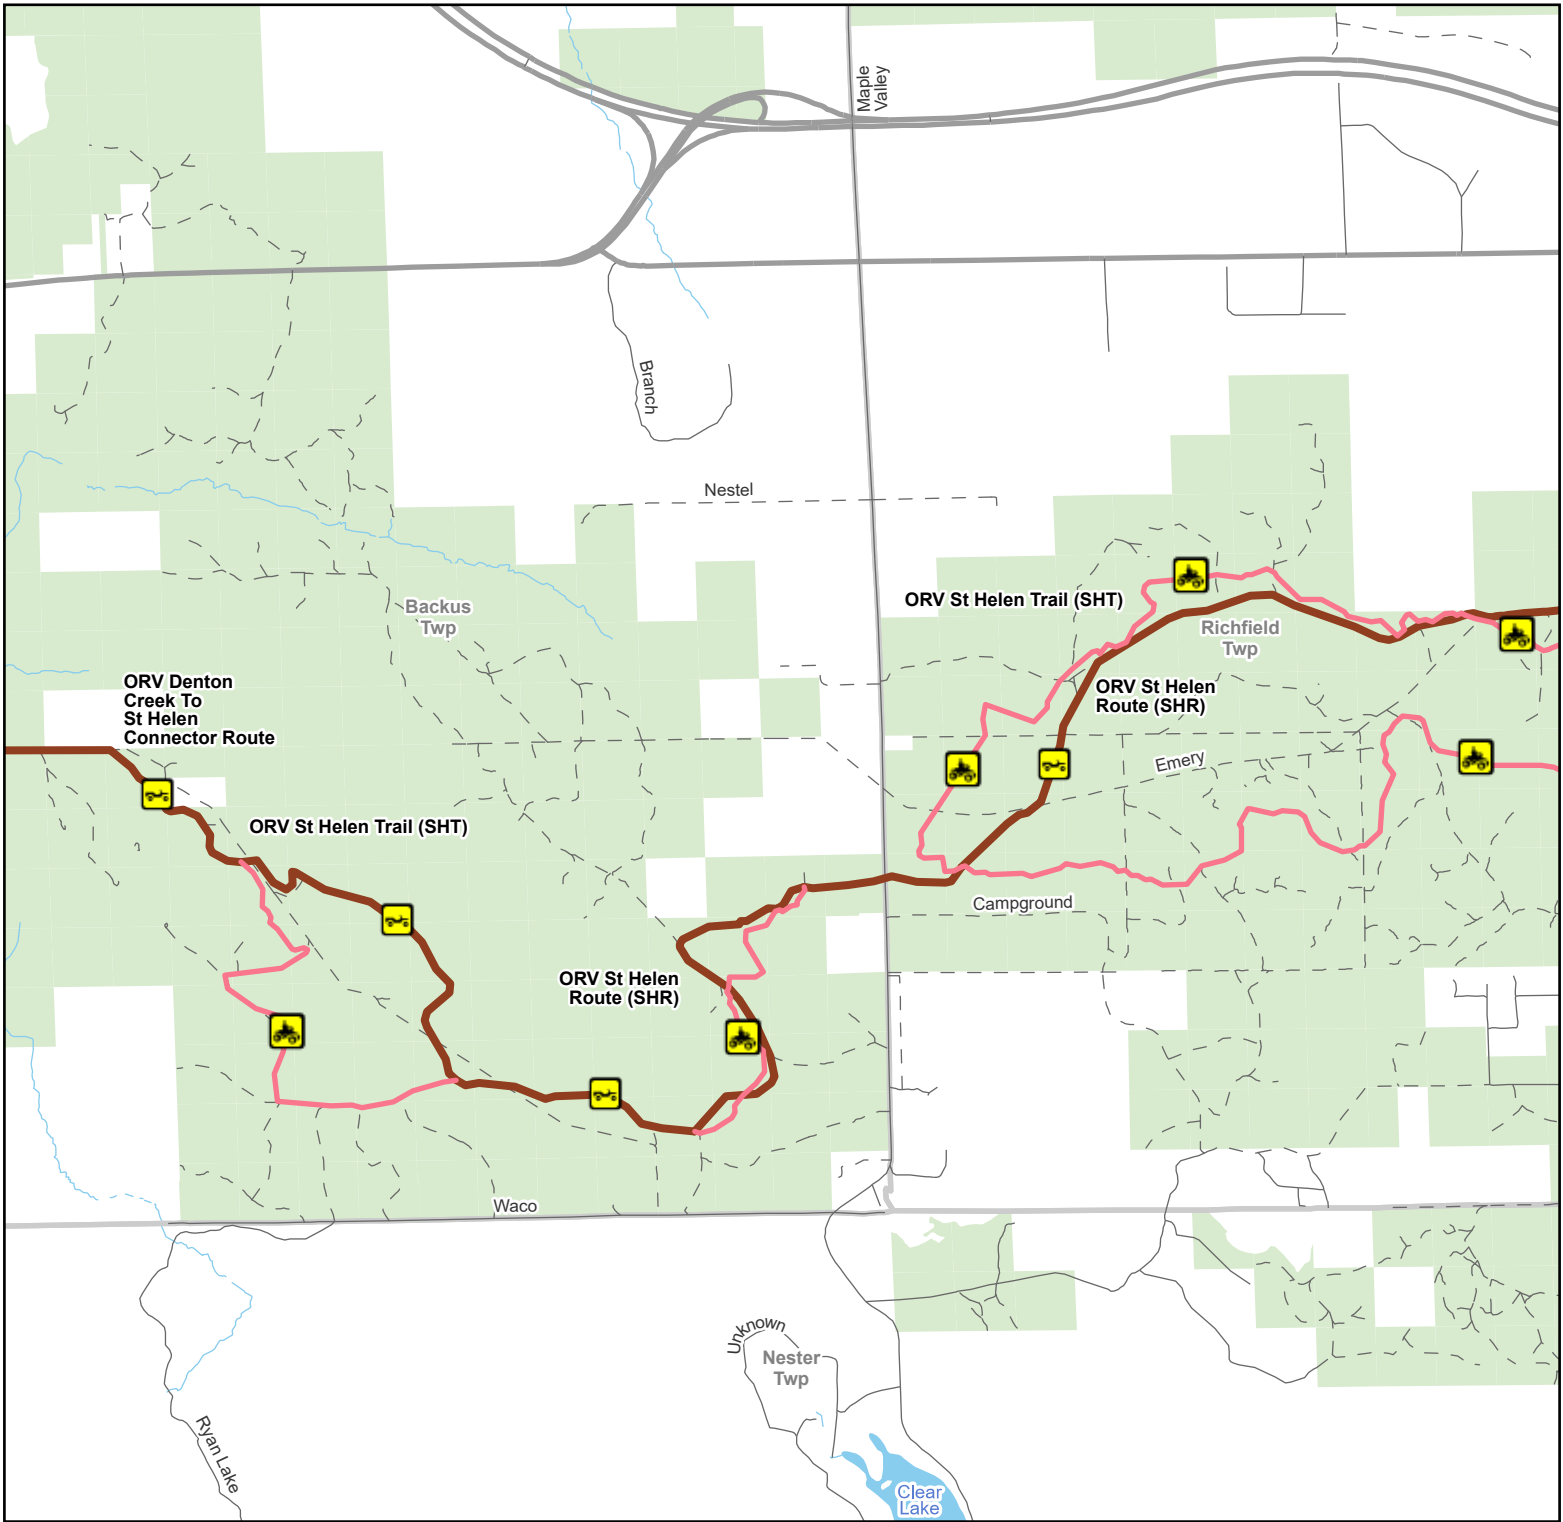 Maple
Valley
Branch
Nestel
Backus
Twp
ORV St Helen Trail (SHT)
Richfield
Twp
ORV Denton
Creek To
St Helen
Connector Route
ORV St Helen
Route (SHR)
Emery
ORV St Helen Trail (SHT)
Campground
ORV St Helen
Route (SHR)
Waco
Unknown
Nester
Twp
Ryan Lake
Clear
Lake